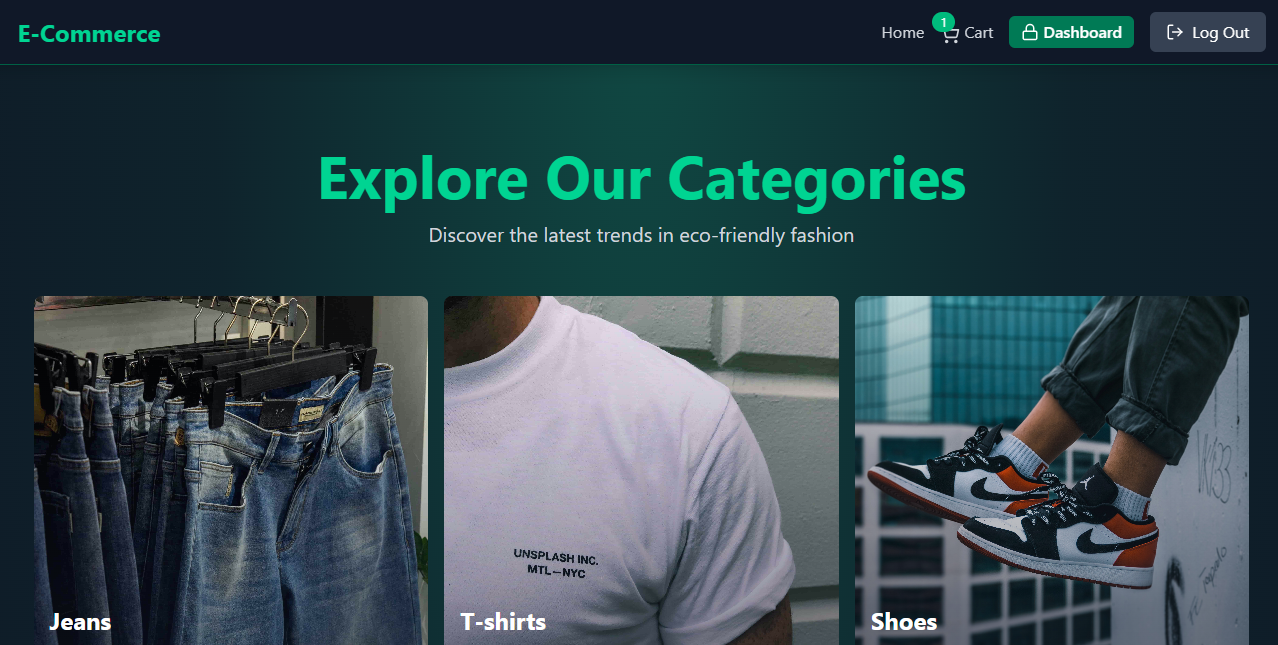 E-Commerce
Home
1
Cart
Dashboard
Log Out
Explore Our Categories
Discover the latest trends in eco-friendly fashion
UNSPLASH INC.
MTL—NYC
Jeans
T-shirts
Shoes